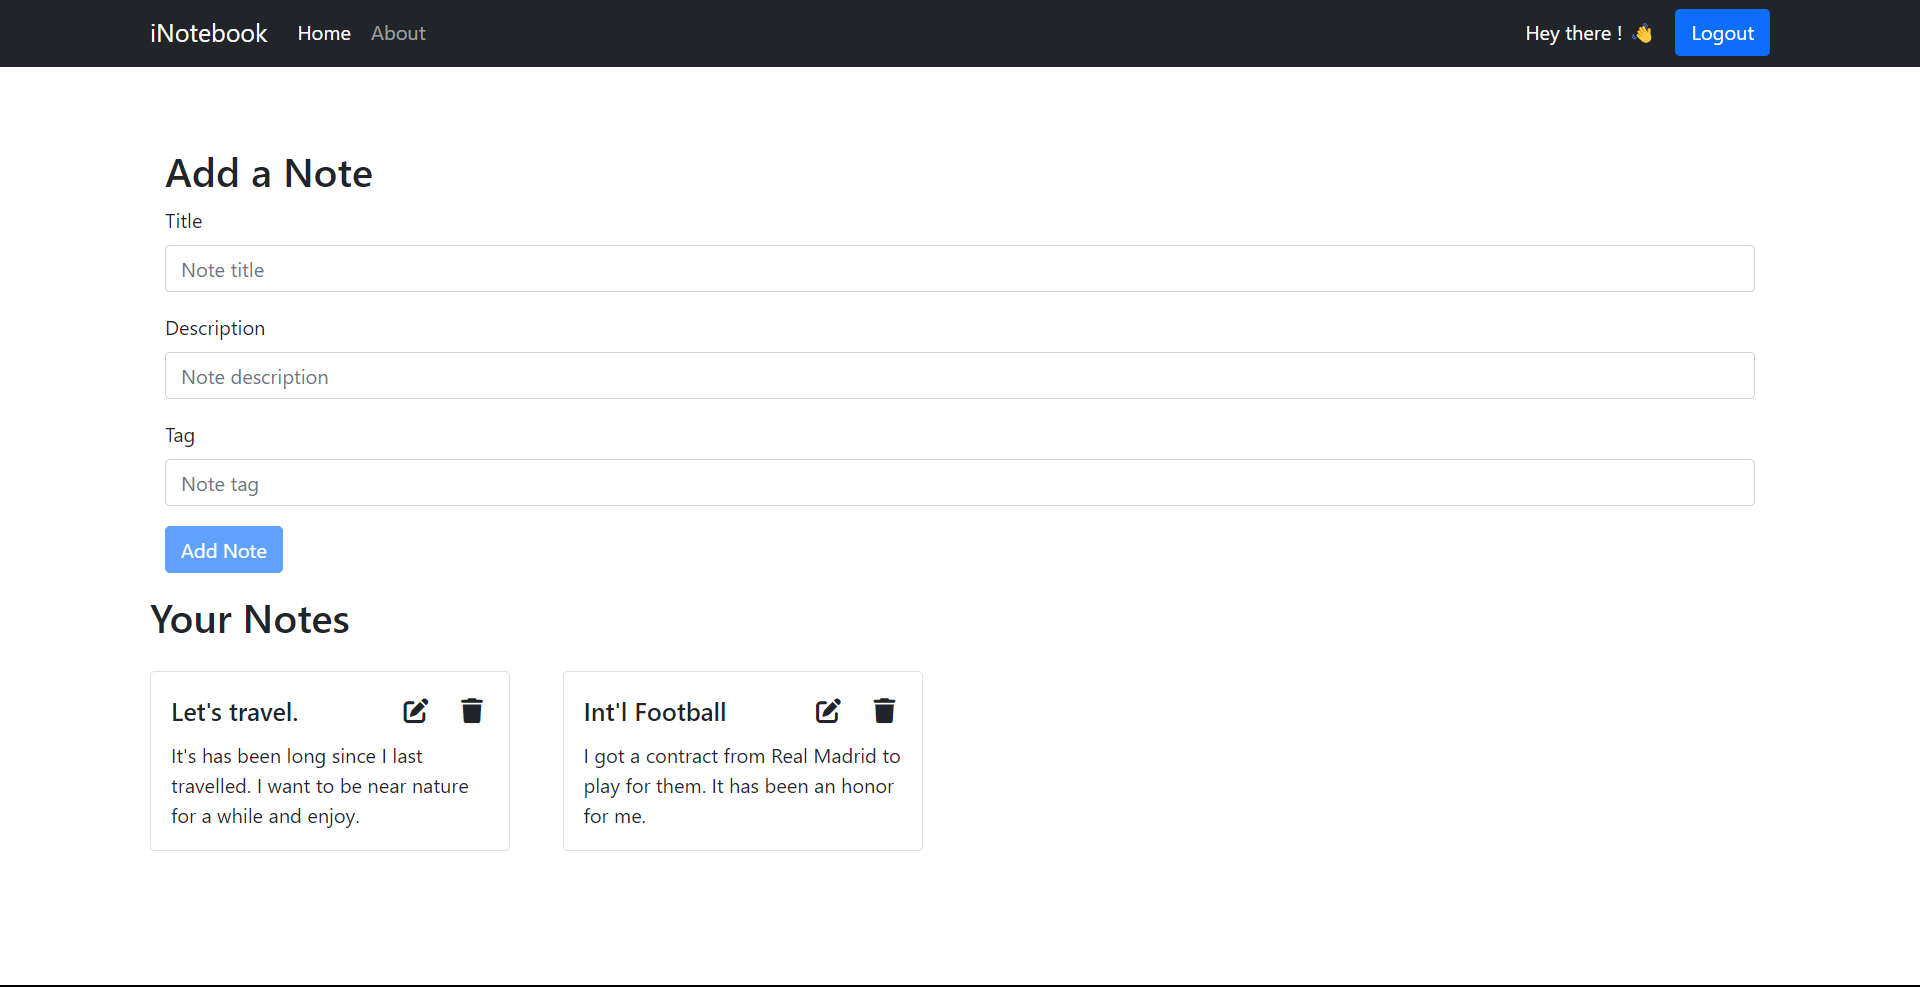 iNotebook Home About Hey there ! 👋 Logout
Add a Note
Title
Note title
Description
Note description
Tag
Note tag
Add Note
Your Notes
Let's travel.
It's has been long since I last
travelled. I want to be near nature
for a while and enjoy.
Int'l Football
I got a contract from Real Madrid to
play for them. It has been an honor
for me.